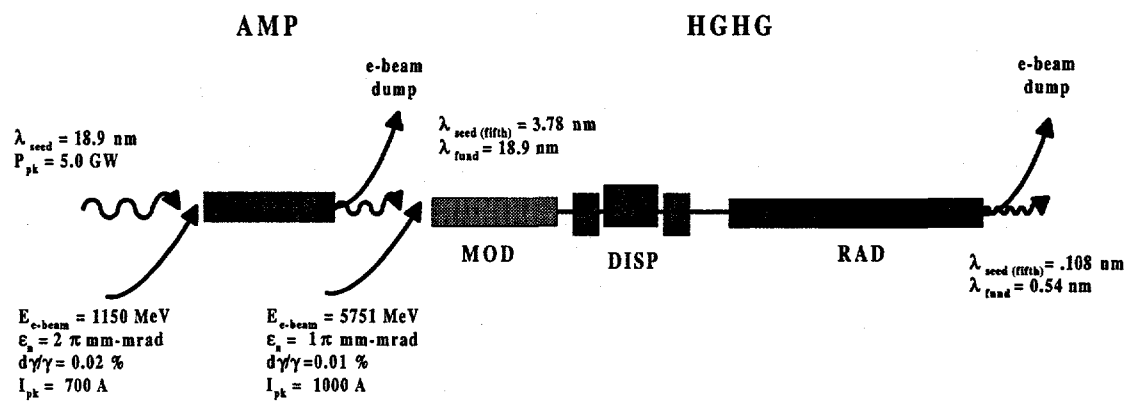 AMP
HGHG
e-beam
dump
e-beam
dump
λ seed = 18.9 nm
P pk = 5.0 GW
λ seed (fifth) = 3.78 nm
λ fund = 18.9 nm
MOD
DISP
RAD
λ seed (fifth) = .108 nm
λ fund = 0.54 nm
E e-beam = 1150 MeV
ε n = 2 π mm-mrad
dγ/γ = 0.02 %
I pk = 700 A
E e-beam = 5751 MeV
ε n = 1 π mm-mrad
dγ/γ =0.01 %
I pk = 1000 A